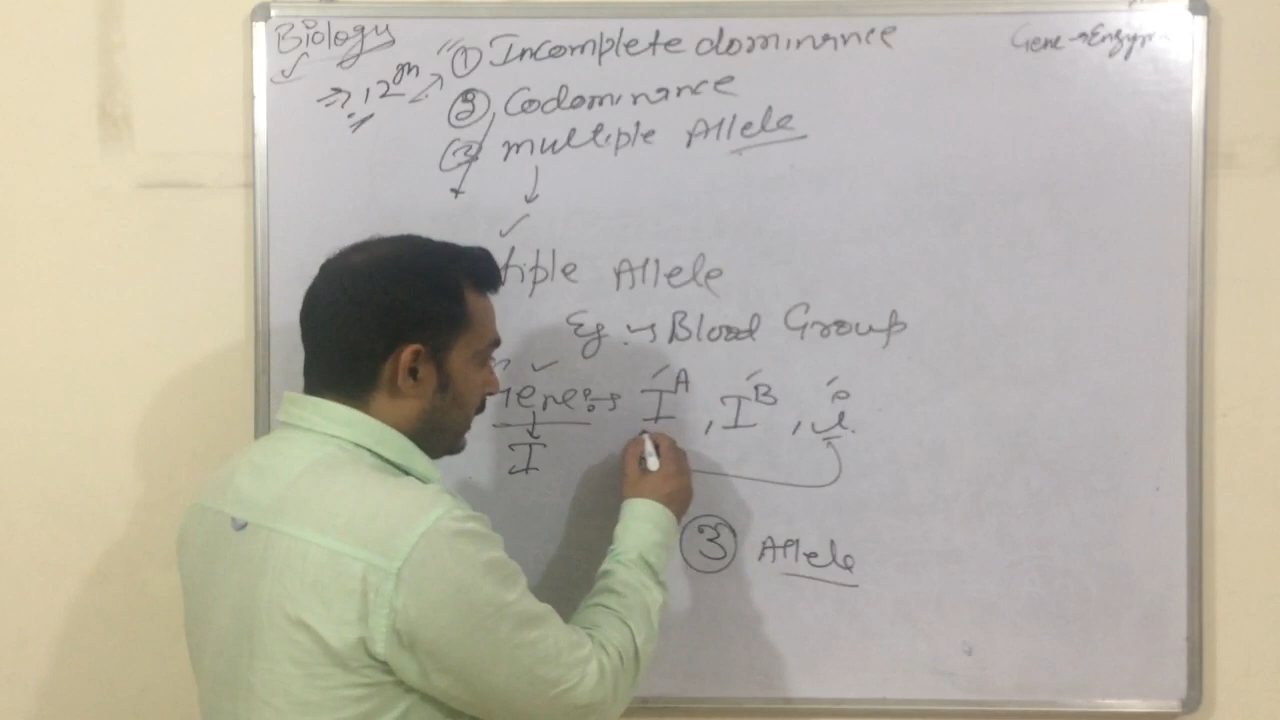 Biology
⇒ 12th
① Incomplete dominance
② Codominance
③ multiple Allele
Gene → Enzym
tiple Allele
Eg :→ Blood Group
Gene :→ I^A , I^B , i
I
③ Allele